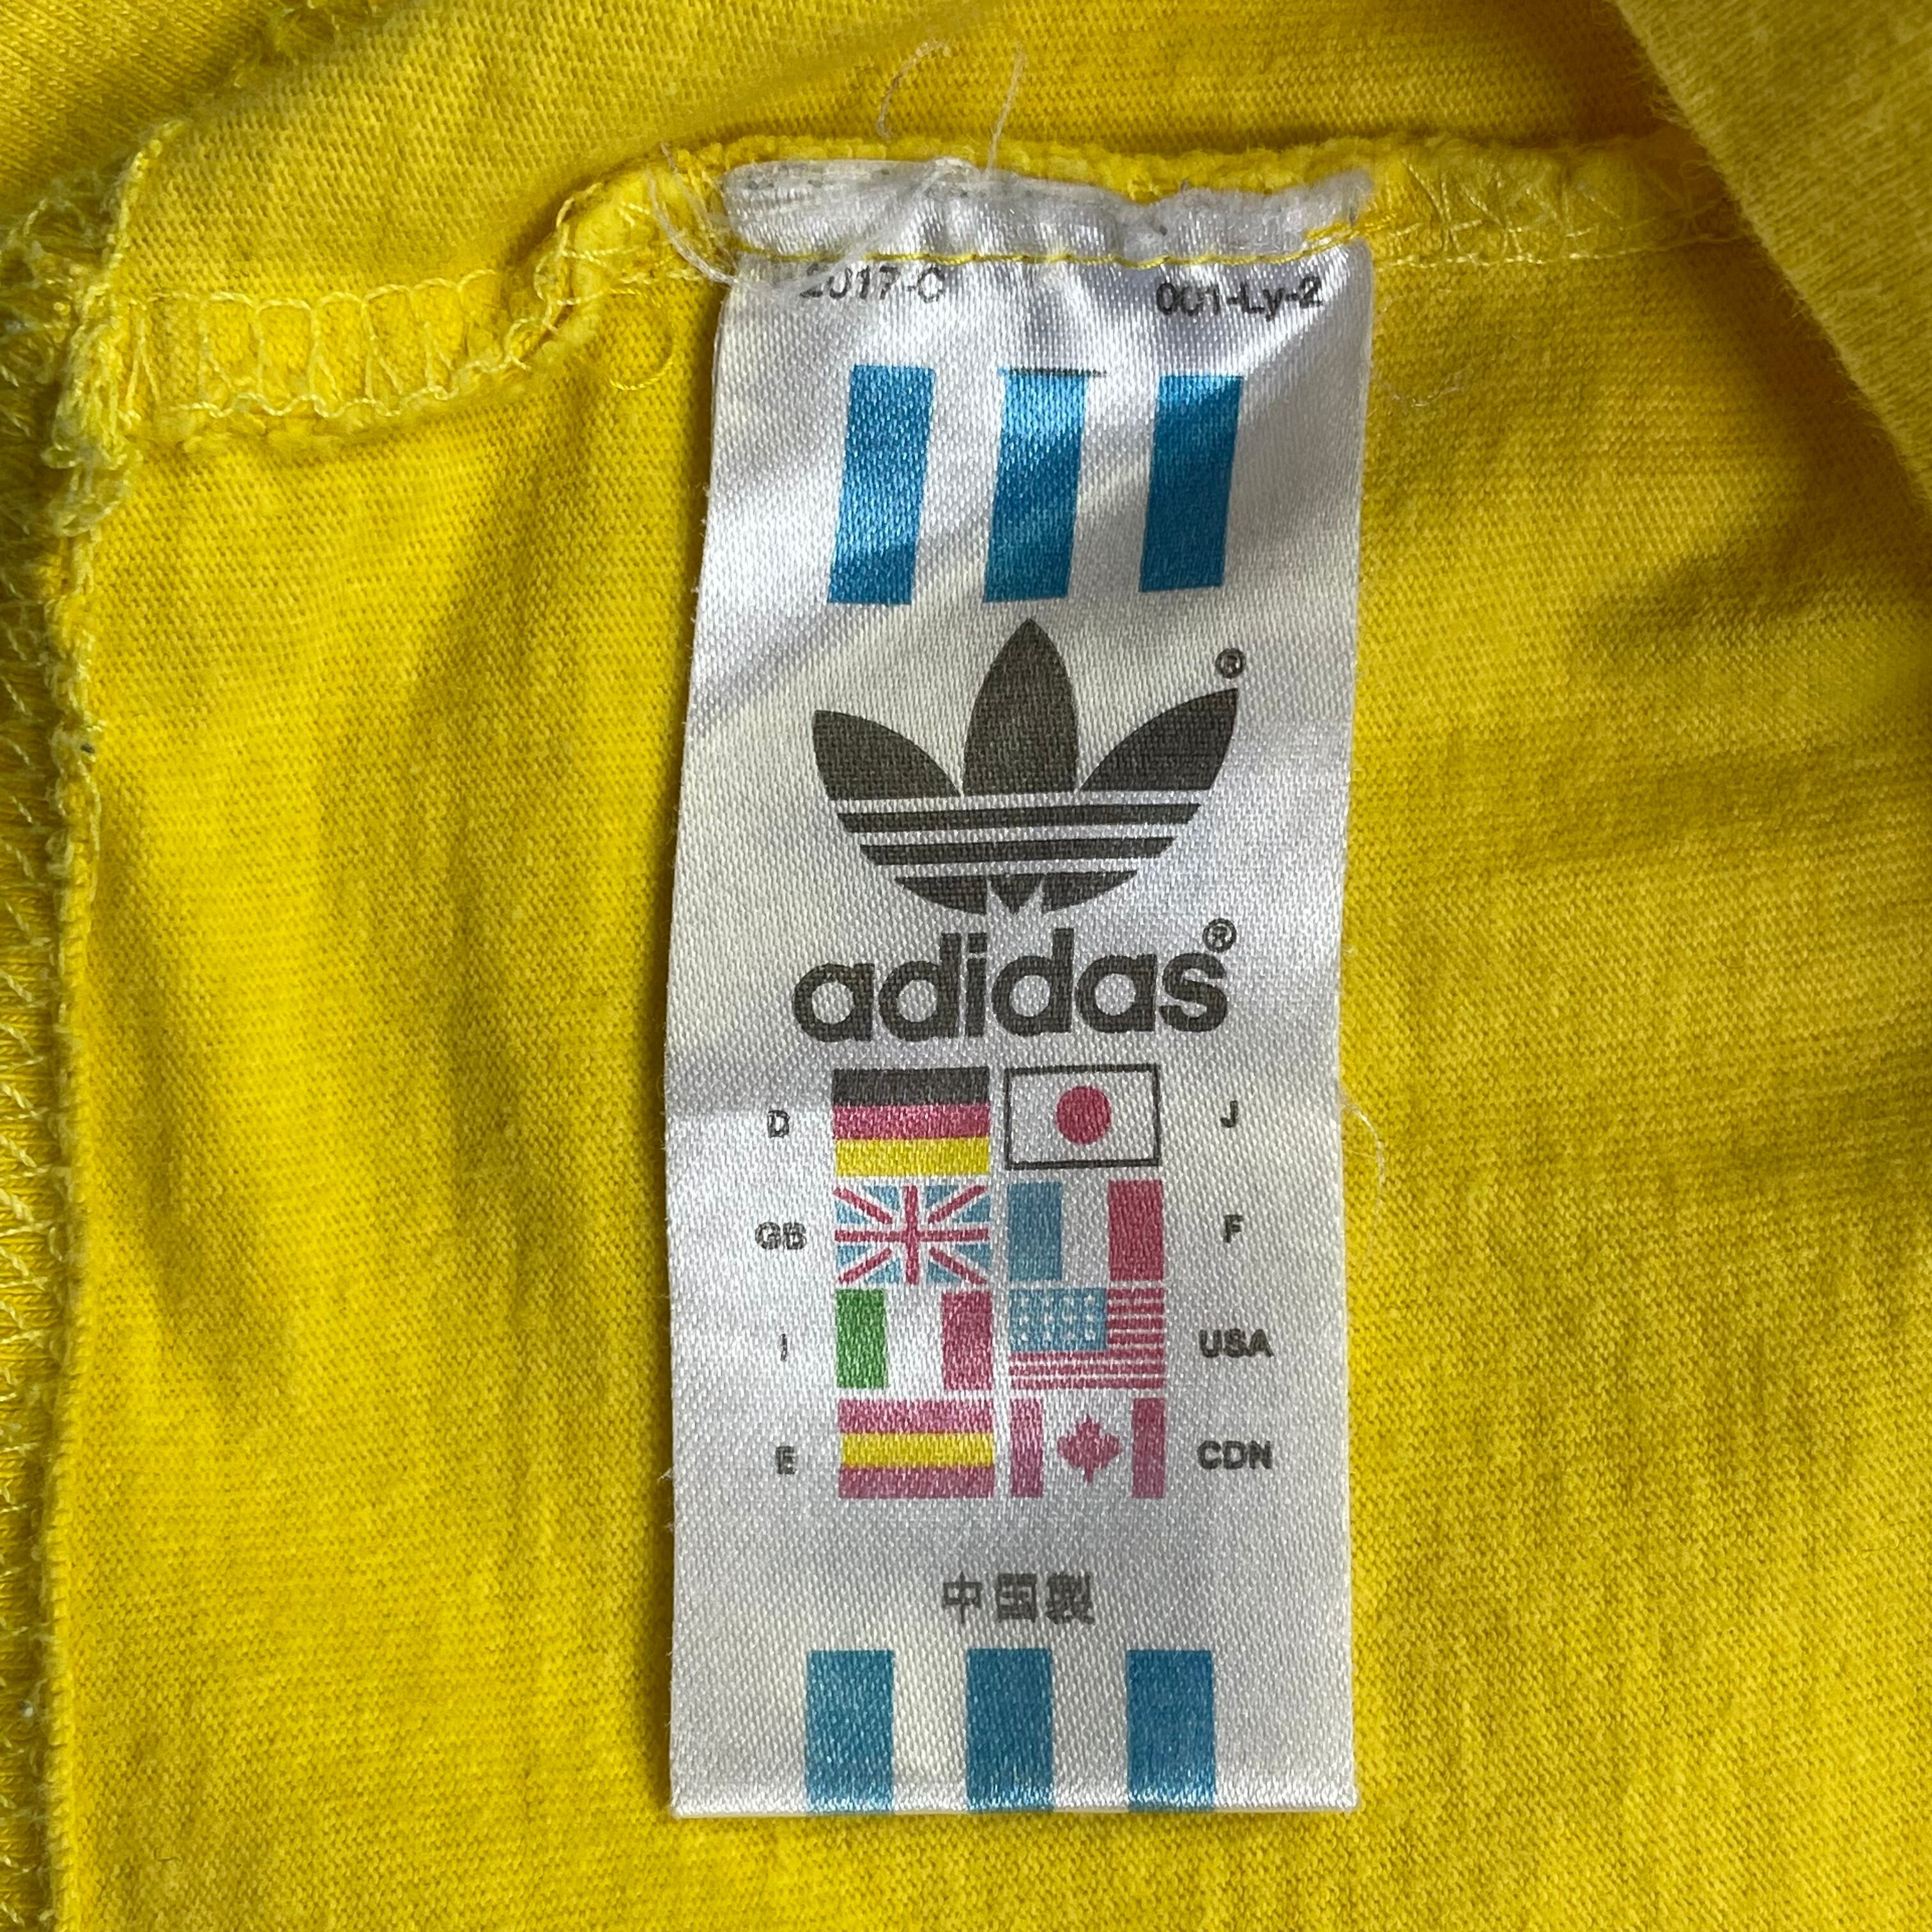 2017-C 001-Ly-2
®
adidas®
D J
GB F
I USA
E CDN
中国製